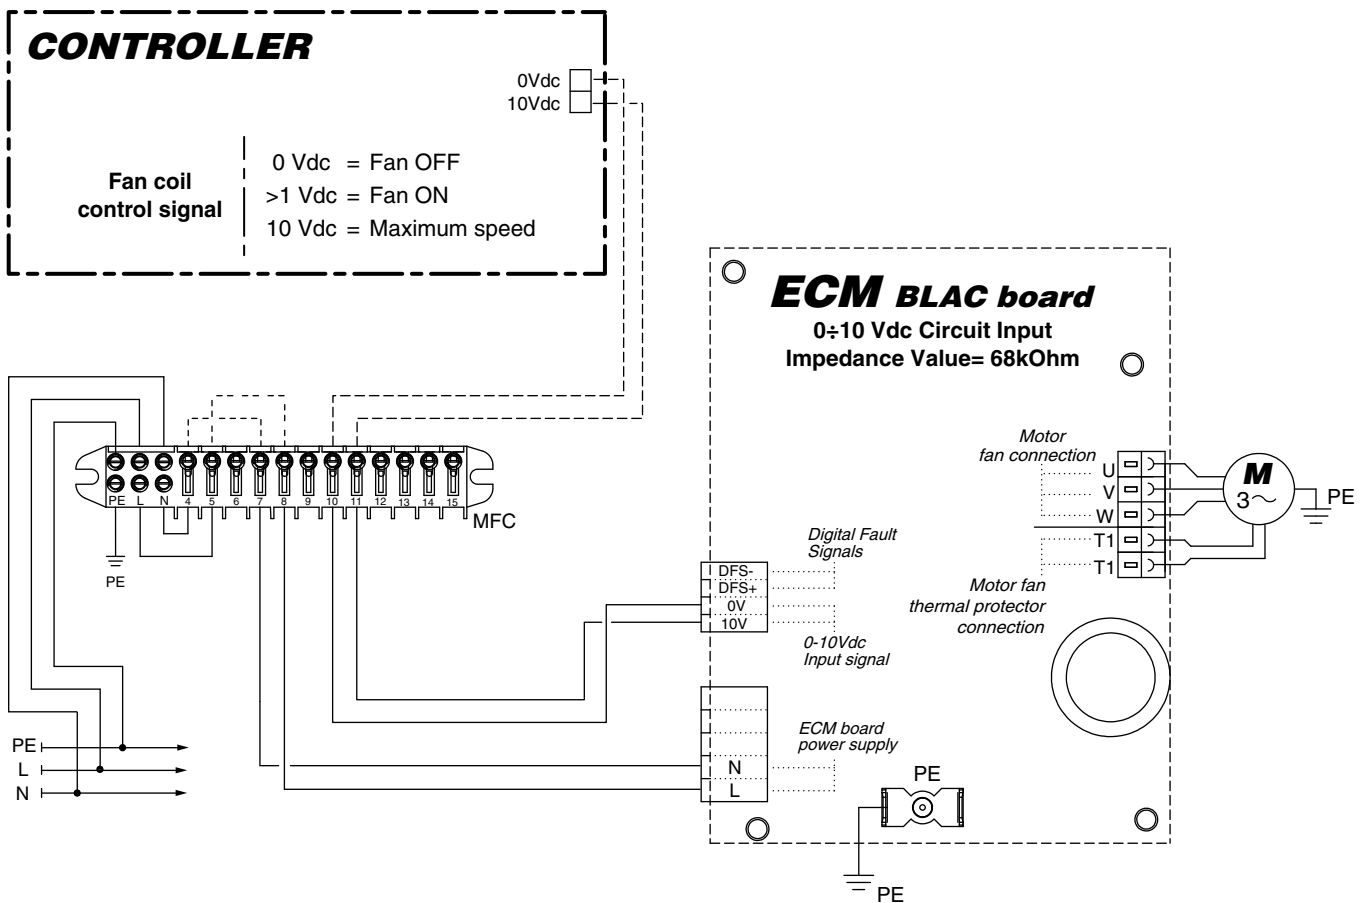 CONTROLLER
0Vdc
10Vdc
Fan coil
control signal
0 Vdc = Fan OFF
>1 Vdc = Fan ON
10 Vdc = Maximum speed
ECM BLAC board
0÷10 Vdc Circuit Input
Impedance Value= 68kOhm
Motor
fan connection
U
V
W
T1
T1
M
3~
PE
Motor fan
thermal protector
connection
PE L N 4 5 6 7 8 9 10 11 12 13 14 15
MFC
PE
Digital Fault
Signals
DFS-
DFS+
0V
10V
0-10Vdc
Input signal
ECM board
power supply
N
L
PE
L
N
PE
PE